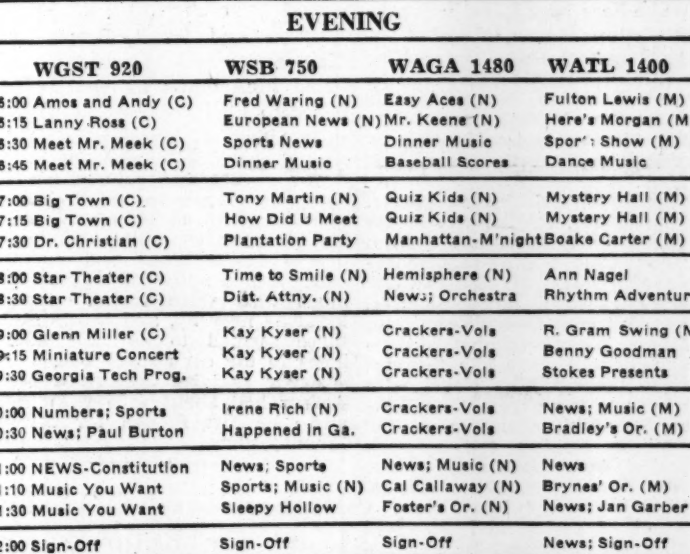 EVENING
WGST 920 WSB 750 WAGA 1480 WATL 1400
:00 Amos and Andy (C) Fred Waring (N) Easy Aces (N) Fulton Lewis (M)
:15 Lanny Ross (C) European News (N) Mr. Keene (N) Here's Morgan (M
:30 Meet Mr. Meek (C) Sports News Dinner Music Spor': Show (M)
:45 Meet Mr. Meek (C) Dinner Music Baseball Scores Dance Music
7:00 Big Town (C) Tony Martin (N) Quiz Kids (N) Mystery Hall (M)
7:15 Big Town (C) How Did U Meet Quiz Kids (N) Mystery Hall (M)
7:30 Dr. Christian (C) Plantation Party Manhattan-M'night Boake Carter (M)
8:00 Star Theater (C) Time to Smile (N) Hemisphere (N) Ann Nagel
8:30 Star Theater (C) Dist. Attny. (N) News; Orchestra Rhythm Adventur
9:00 Glenn Miller (C) Kay Kyser (N) Crackers-Vols R. Gram Swing (M
9:15 Miniature Concert Kay Kyser (N) Crackers-Vols Benny Goodman
9:30 Georgia Tech Prog. Kay Kyser (N) Crackers-Vols Stokes Presents
0:00 Numbers; Sports Irene Rich (N) Crackers-Vols News; Music (M)
0:30 News; Paul Burton Happened in Ga. Crackers-Vols Bradley's Or. (M)
1:00 NEWS-Constitution News; Sports News; Music (N) News
1:10 Music You Want Sports; Music (N) Cal Callaway (N) Brynes' Or. (M)
1:30 Music You Want Sleepy Hollow Foster's Or. (N) News; Jan Garber
2:00 Sign-Off Sign-Off Sign-Off News; Sign-Off